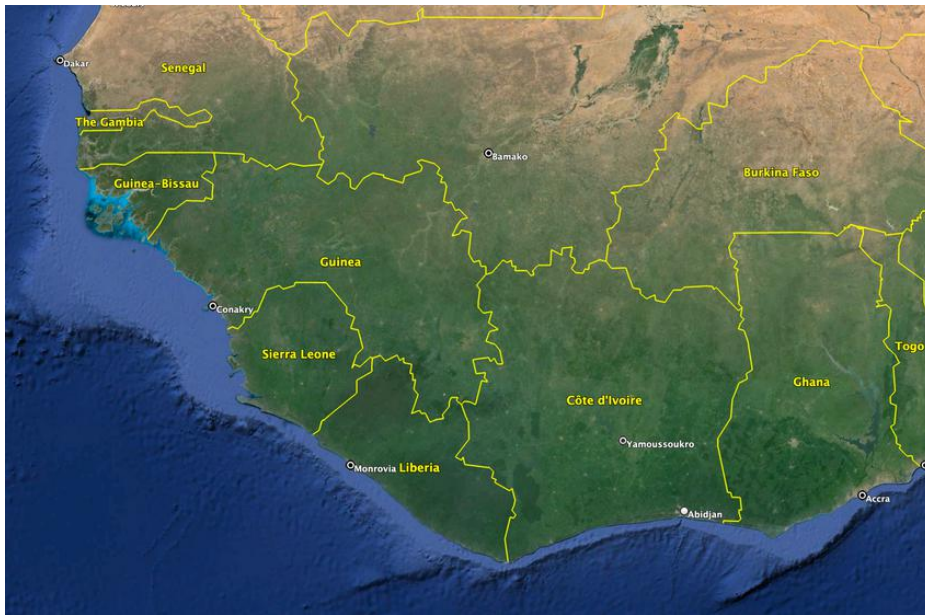 Dakar
Senegal
The Gambia
Bamako
Guinea-Bissau
Burkina Faso
Guinea
Conakry
Togo
Sierra Leone
Ghana
Côte d'Ivoire
Yamoussoukro
Monrovia
Liberia
Accra
Abidjan